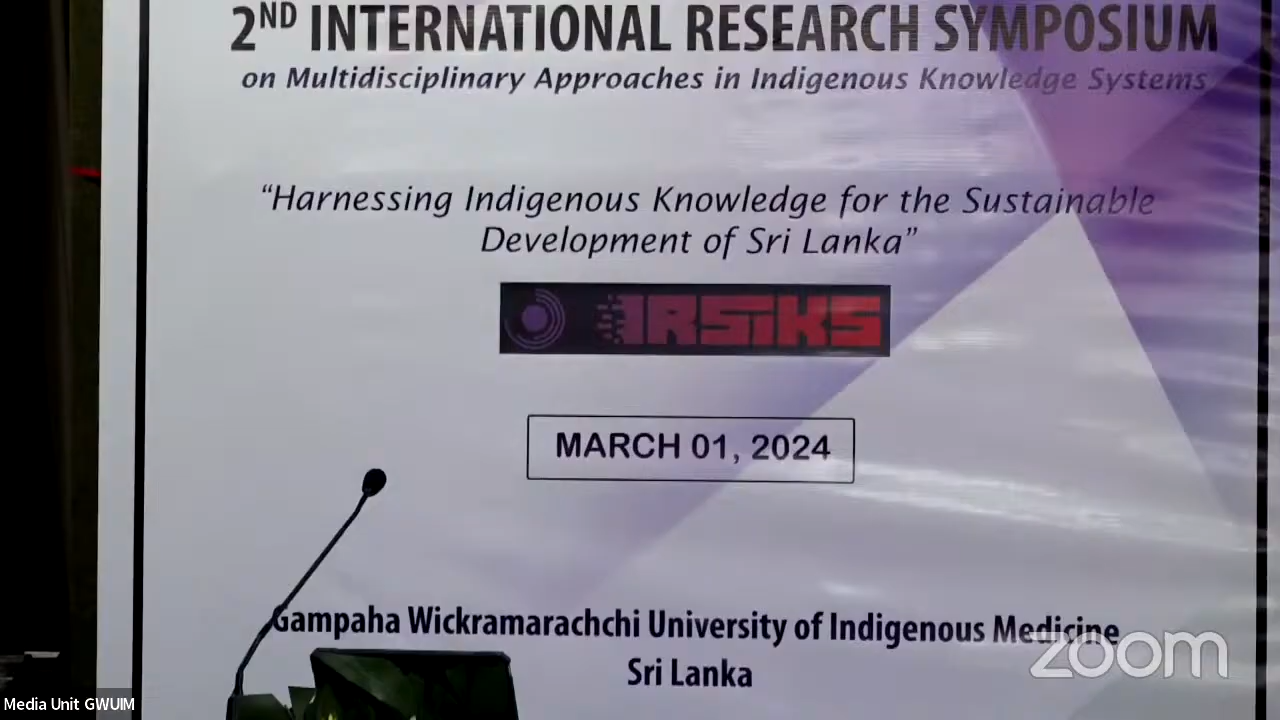 2ND INTERNATIONAL RESEARCH SYMPOSIUM
on Multidisciplinary Approaches in Indigenous Knowledge Systems
“Harnessing Indigenous Knowledge for the Sustainable
Development of Sri Lanka”
IRSIKS
MARCH 01, 2024
Gampaha Wickramarachchi University of Indigenous Medicine
Sri Lanka
zoom
Media Unit GWUIM